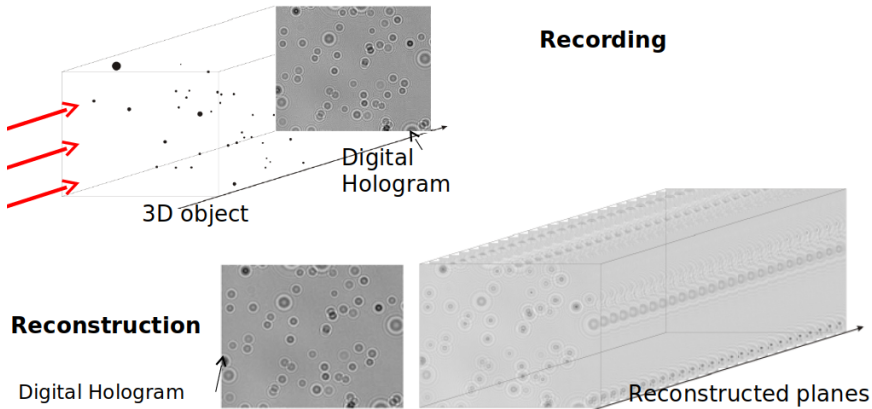 Recording
Digital
Hologram
3D object
Reconstruction
Digital Hologram
Reconstructed planes